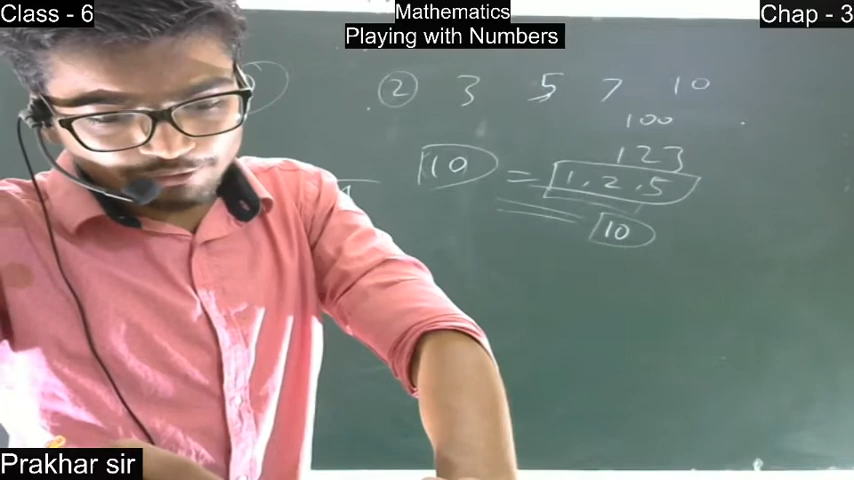 Class - 6
Mathematics
Chap - 3
Playing with Numbers
2 3 5 7 10
100
123
10 = 1, 2, 5
10
Prakhar sir